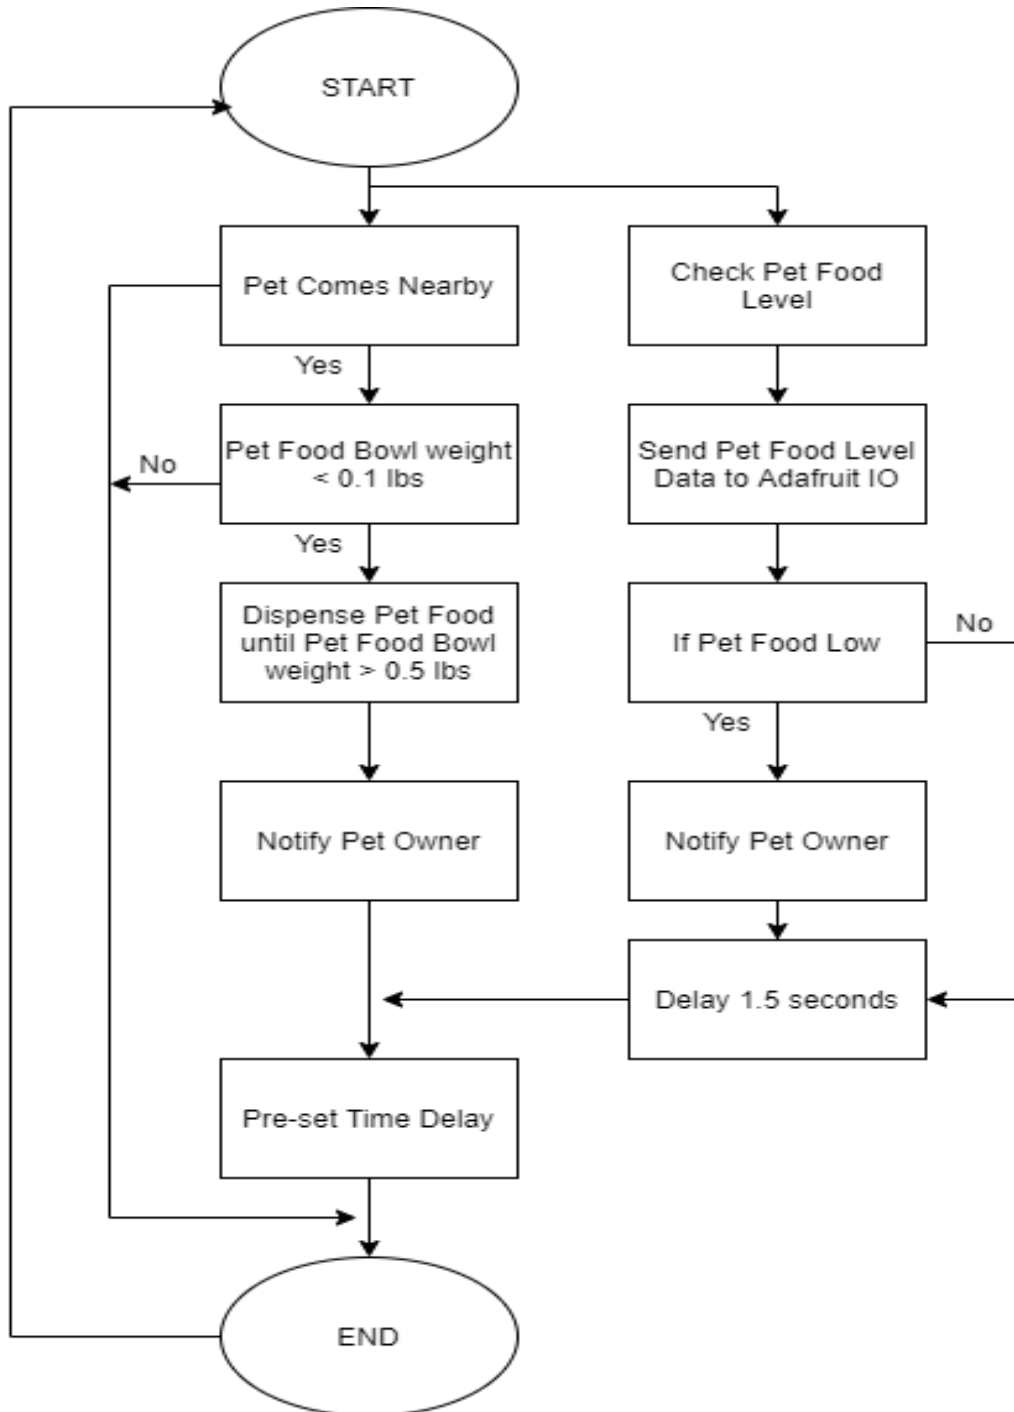 START
Pet Comes Nearby
Check Pet Food
Level
Yes
Pet Food Bowl weight
< 0.1 lbs
No
Send Pet Food Level
Data to Adafruit IO
Yes
Dispense Pet Food
until Pet Food Bowl
weight > 0.5 lbs
If Pet Food Low
No
Yes
Notify Pet Owner
Notify Pet Owner
Delay 1.5 seconds
Pre-set Time Delay
END